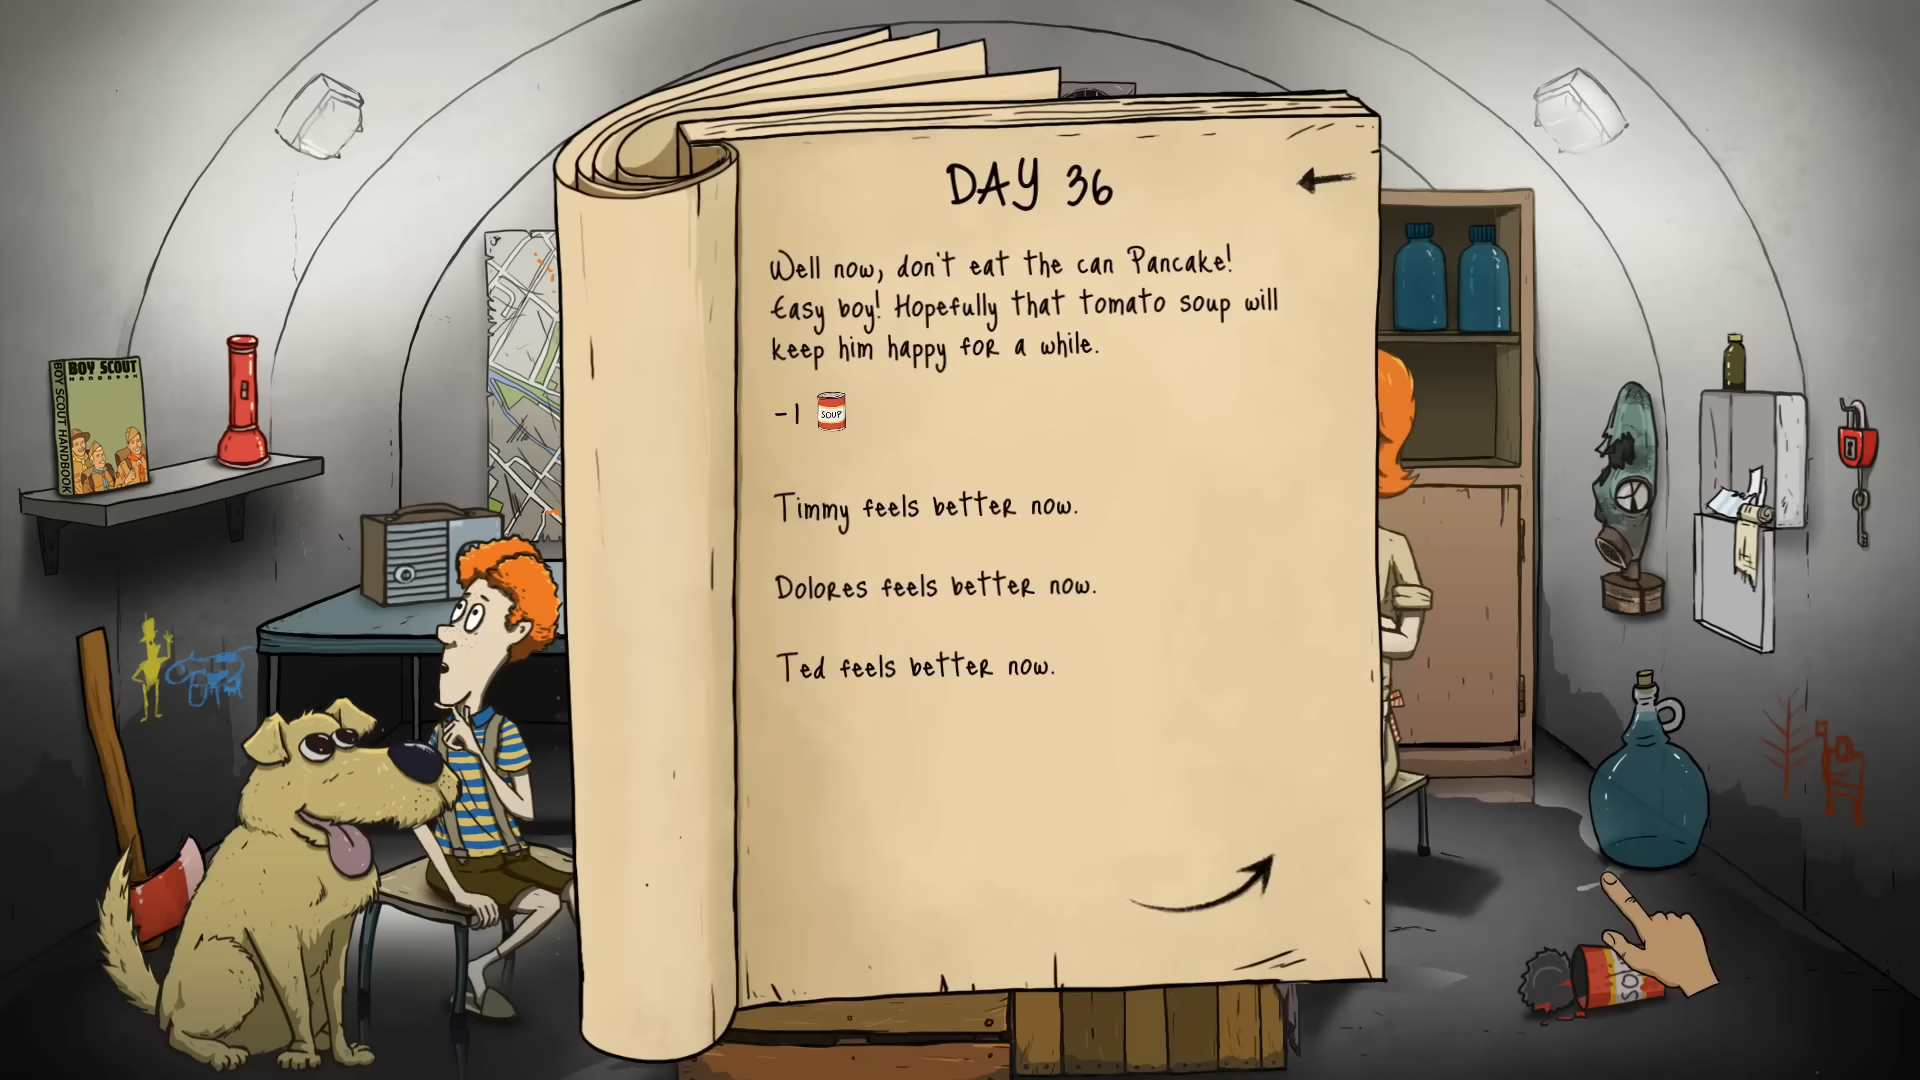 DAY 36
Well now, don't eat the can Pancake!
Easy boy! Hopefully that tomato soup will
keep him happy for a while.
-1 SOUP
Timmy feels better now.
Dolores feels better now.
Ted feels better now.
BOY SCOUT
HANDBOOK
BOY SCOUT HANDBOOK
SO